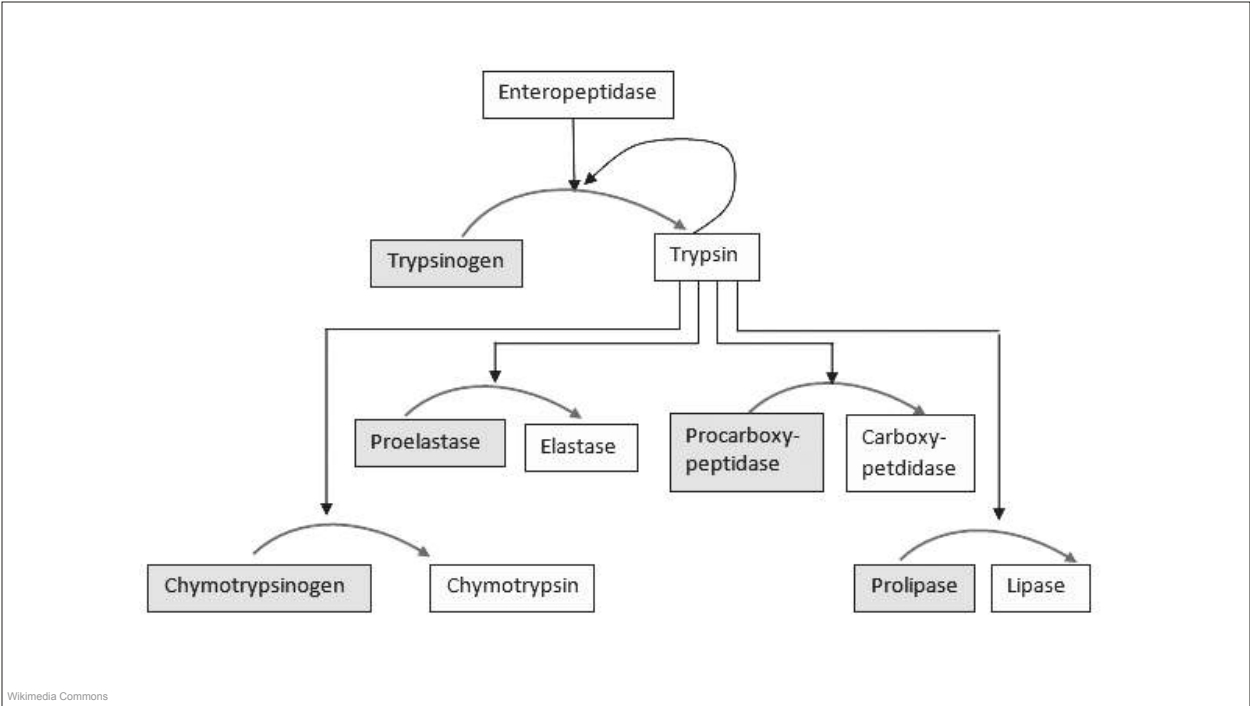 Enteropeptidase
Trypsinogen
Trypsin
Proelastase
Elastase
Procarboxy-
peptidase
Carboxy-
petdidase
Chymotrypsinogen
Chymotrypsin
Prolipase
Lipase
Wikimedia Commons